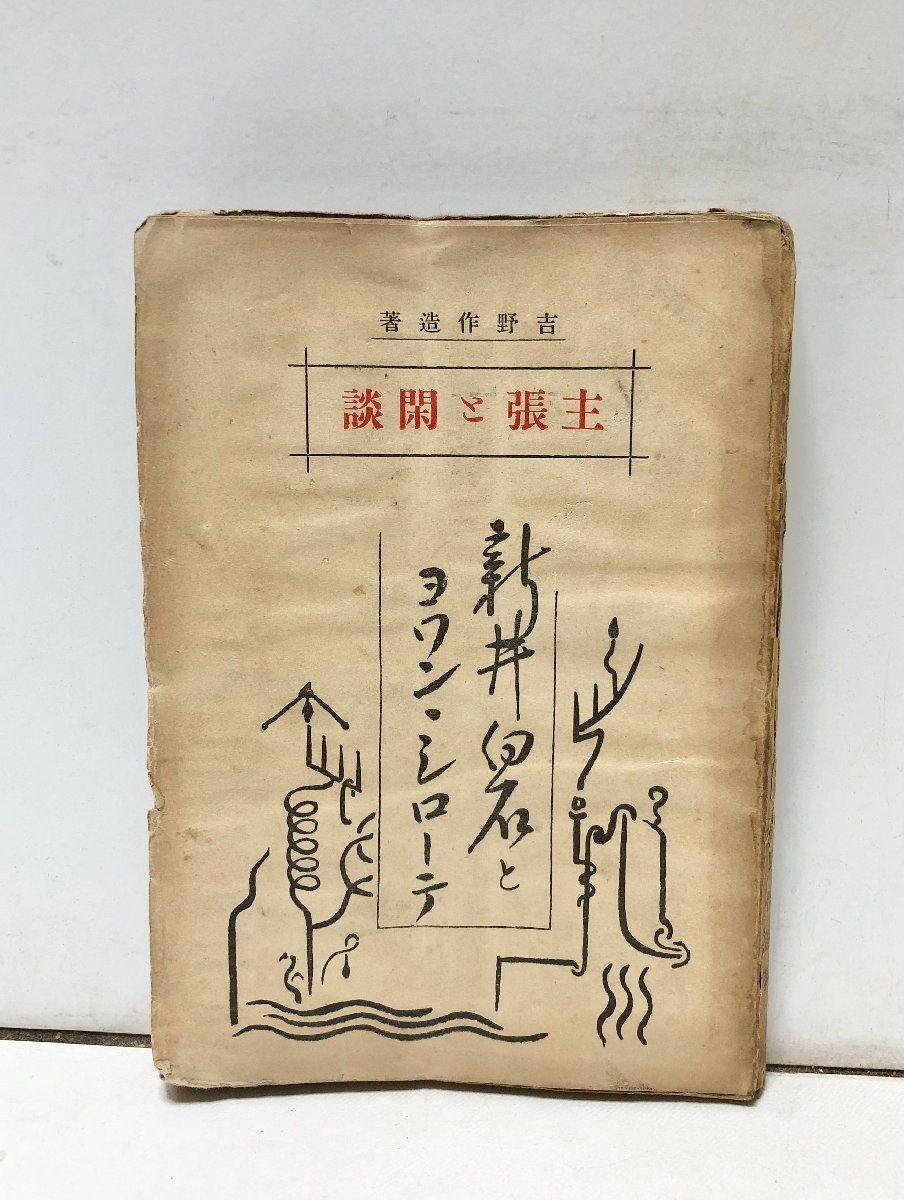 吉野作造著
主張と閑談
新井白石と
ヨワン・シローテ